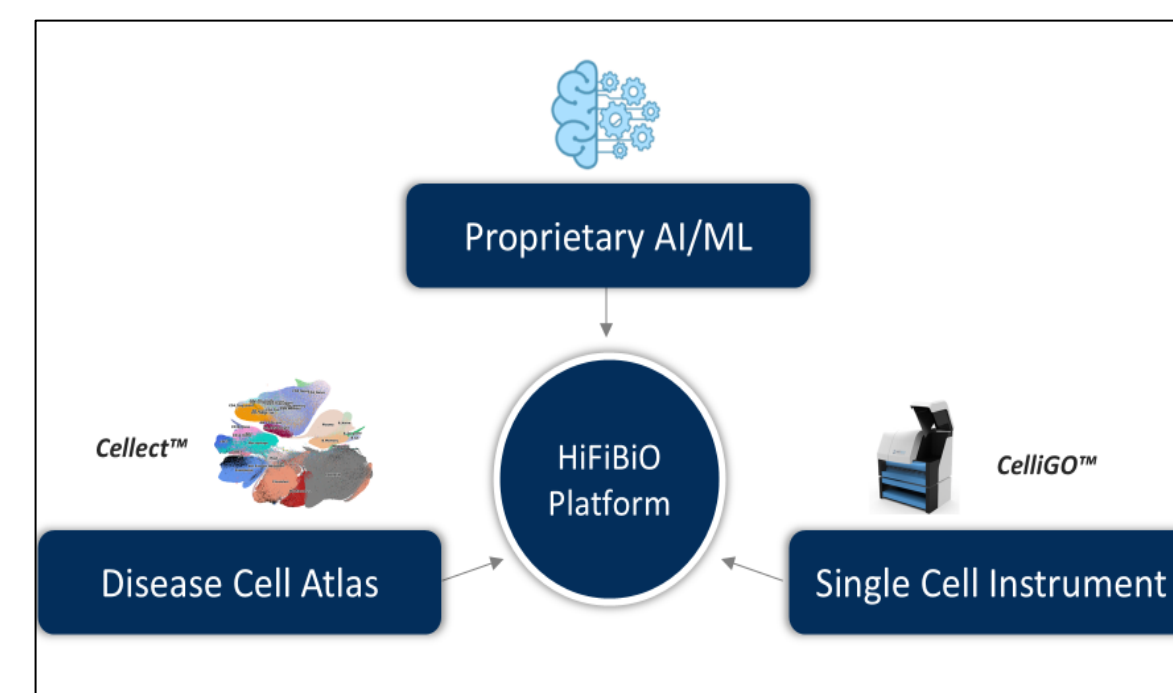 Proprietary AI/ML
Cellect™
HiFiBiO
Platform
CelliGO™
Disease Cell Atlas
Single Cell Instrument